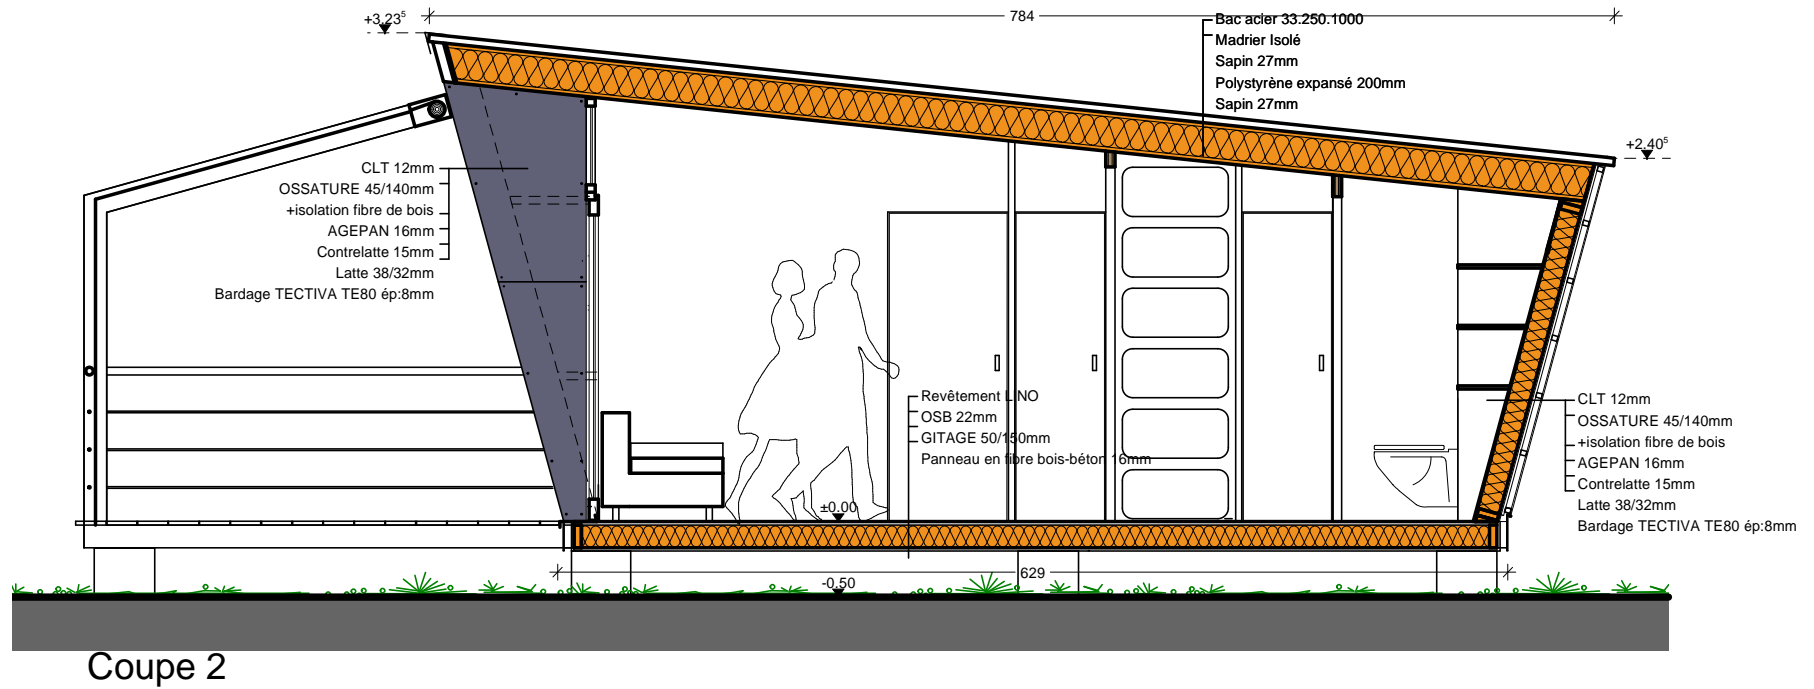 +3.23⁵
784
Bac acier 33.250.1000
Madrier Isolé
Sapin 27mm
Polystyrène expansé 200mm
Sapin 27mm
+2.40⁵
CLT 12mm
OSSATURE 45/140mm
+isolation fibre de bois
AGEPAN 16mm
Contrelatte 15mm
Latte 38/32mm
Bardage TECTIVA TE80 ép:8mm
Revêtement LINO
OSB 22mm
GITAGE 50/150mm
Panneau en fibre bois-béton 16mm
CLT 12mm
OSSATURE 45/140mm
+isolation fibre de bois
AGEPAN 16mm
Contrelatte 15mm
Latte 38/32mm
Bardage TECTIVA TE80 ép:8mm
±0.00
629
-0.50
Coupe 2